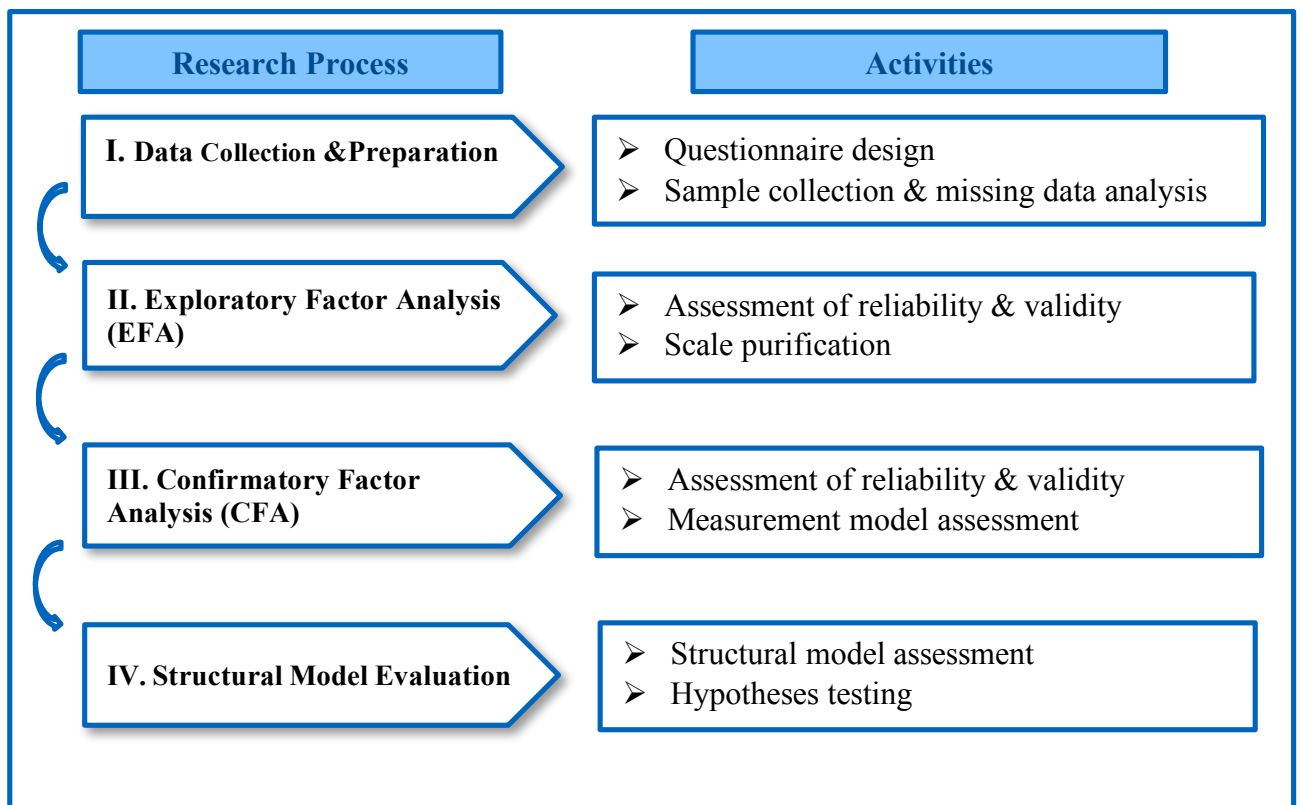 Research Process
Activities
I. Data Collection &Preparation
➢ Questionnaire design
➢ Sample collection & missing data analysis
II. Exploratory Factor Analysis
(EFA)
➢ Assessment of reliability & validity
➢ Scale purification
III. Confirmatory Factor
Analysis (CFA)
➢ Assessment of reliability & validity
➢ Measurement model assessment
IV. Structural Model Evaluation
➢ Structural model assessment
➢ Hypotheses testing